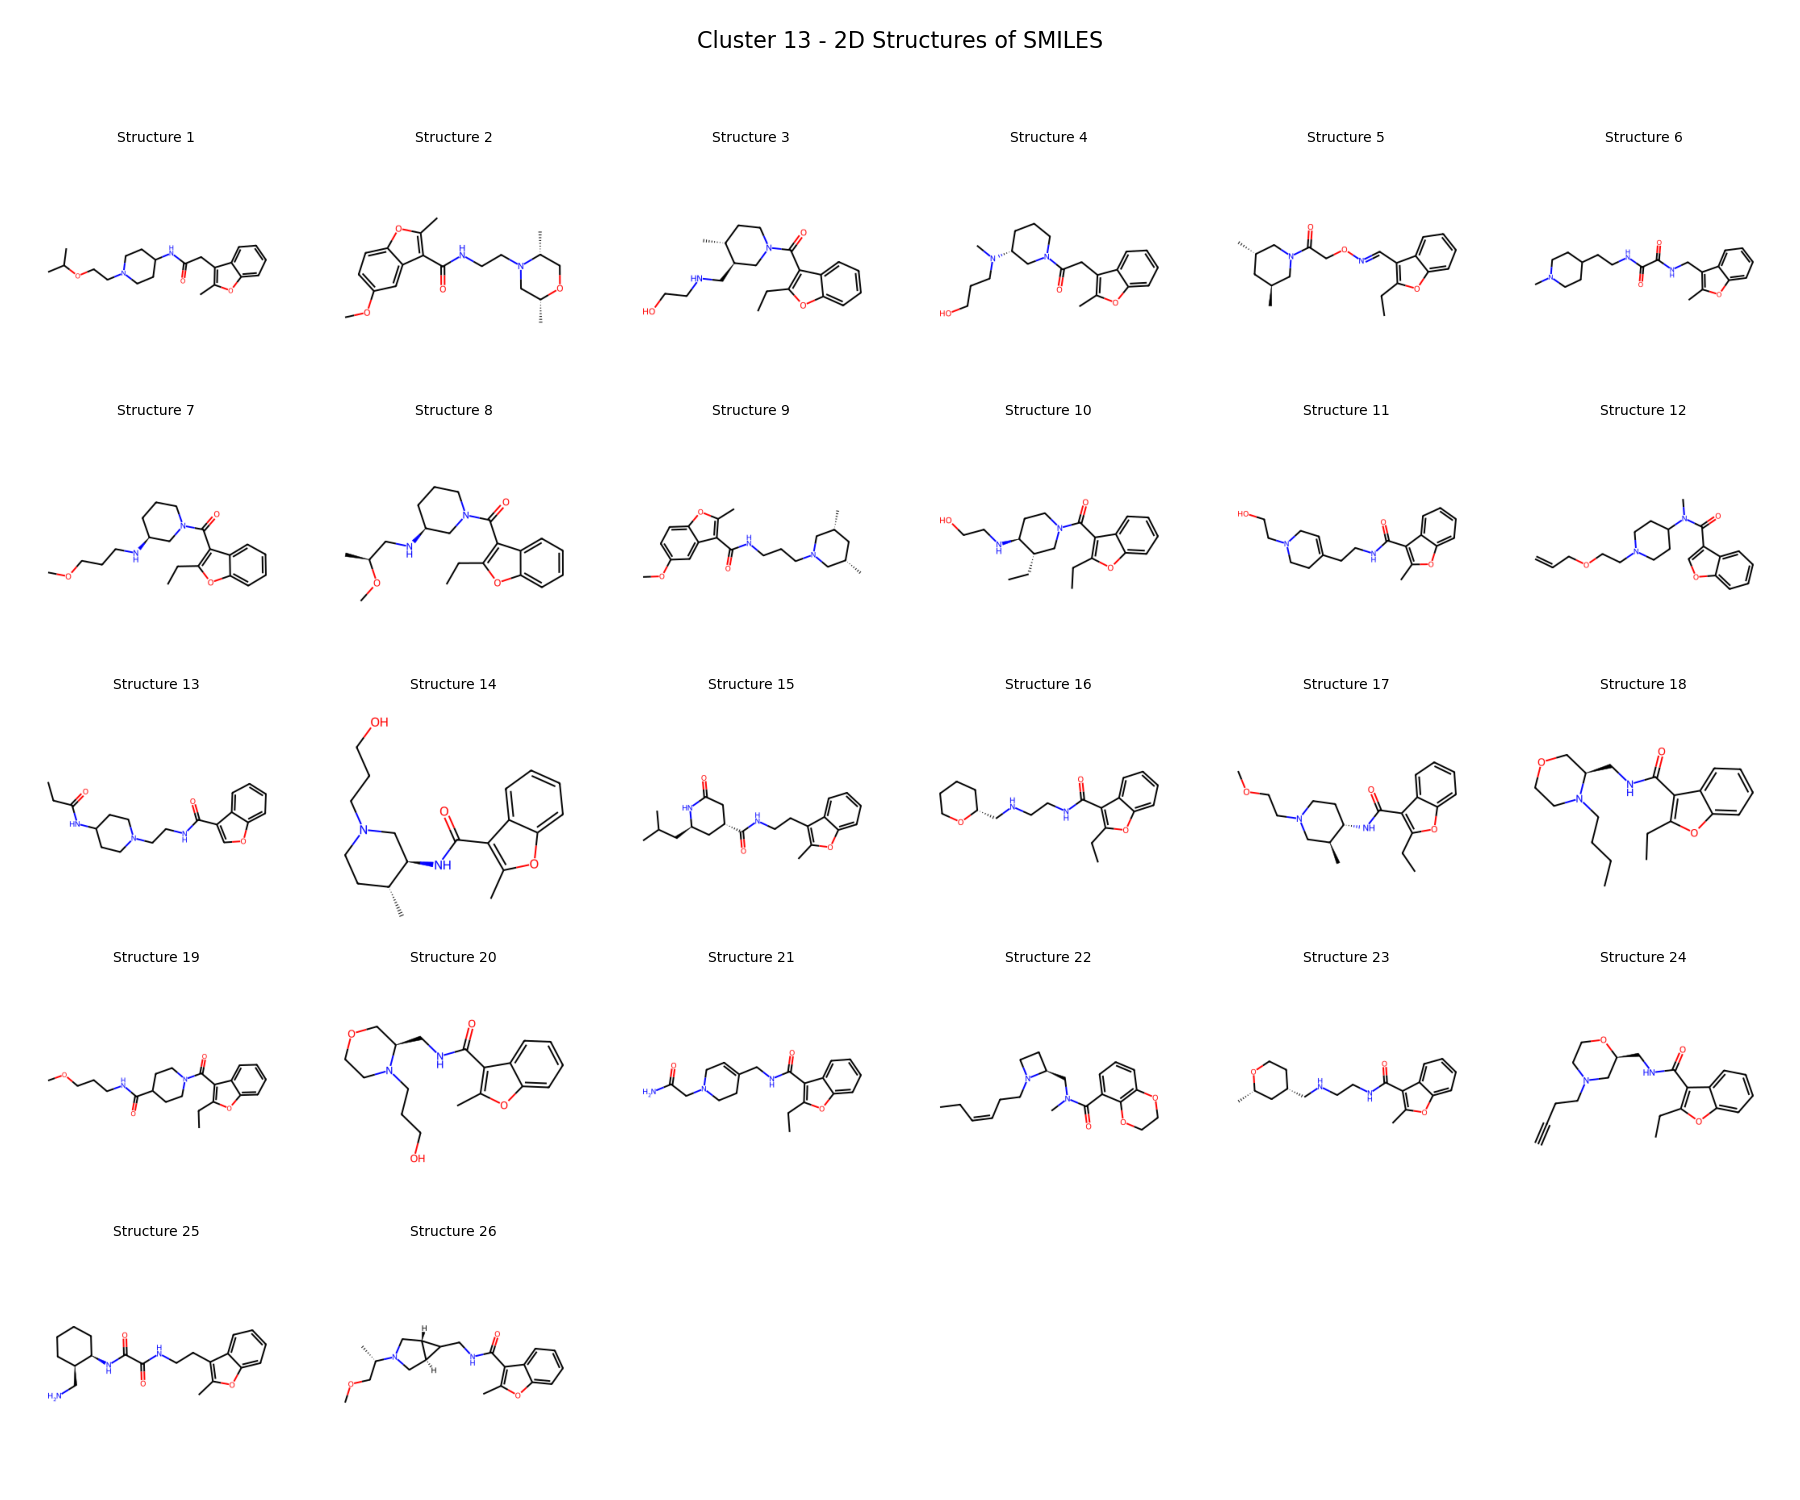 Cluster 13 - 2D Structures of SMILES
Structure 1
Structure 2
Structure 3
Structure 4
Structure 5
Structure 6
Structure 7
Structure 8
Structure 9
Structure 10
Structure 11
Structure 12
Structure 13
Structure 14
Structure 15
Structure 16
Structure 17
Structure 18
Structure 19
Structure 20
Structure 21
Structure 22
Structure 23
Structure 24
Structure 25
Structure 26